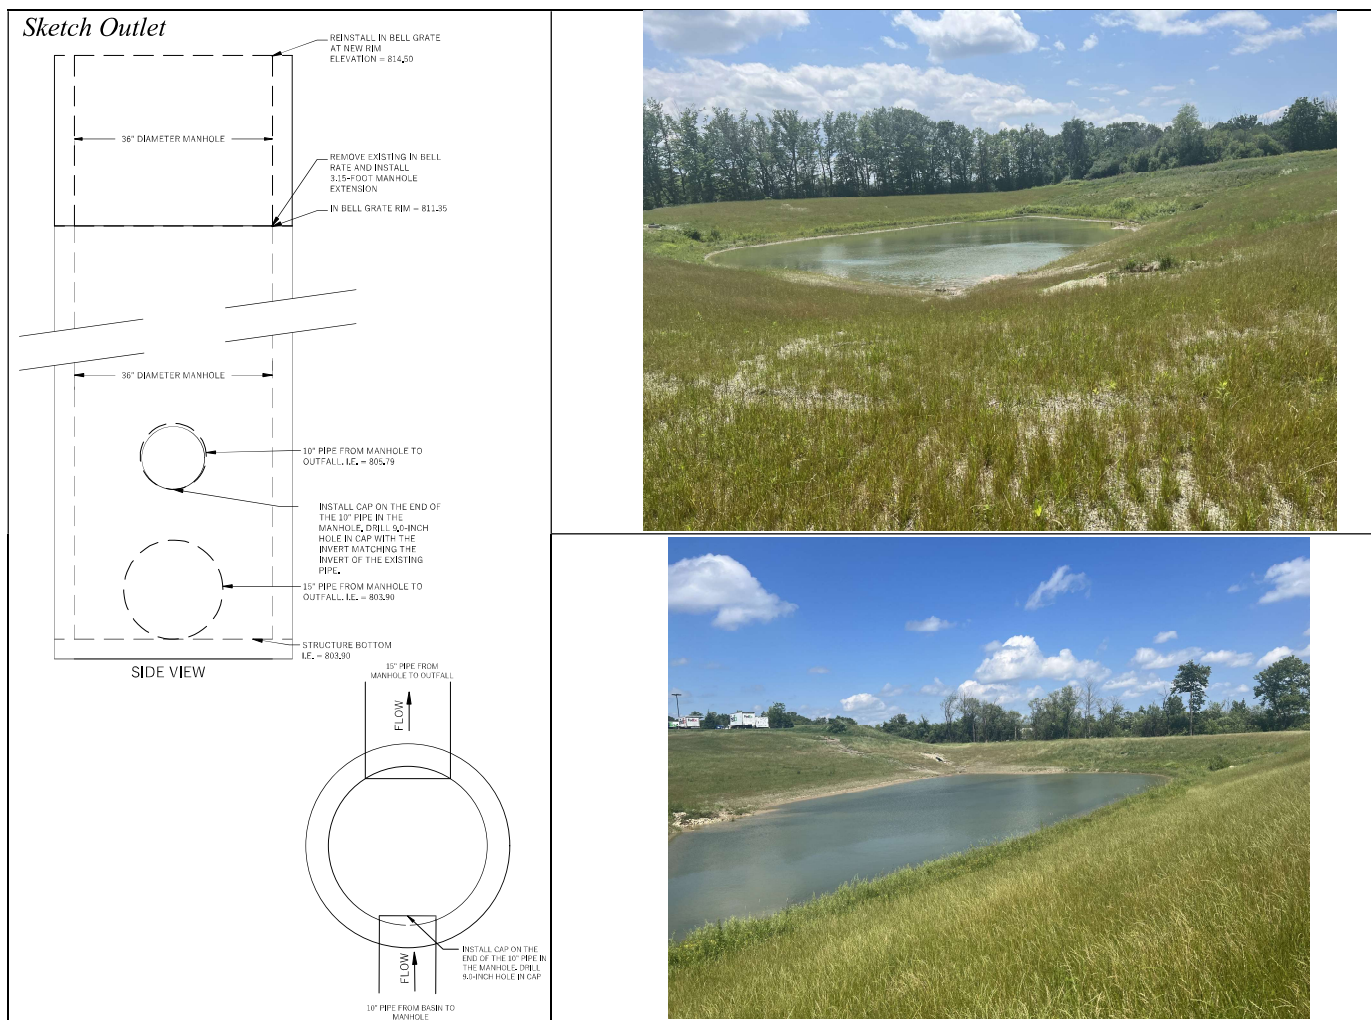 Sketch Outlet
REINSTALL IN BELL GRATE
AT NEW RIM
ELEVATION = 814.50
36" DIAMETER MANHOLE
REMOVE EXISTING IN BELL
RATE AND INSTALL
3.15-FOOT MANHOLE
EXTENSION
IN BELL GRATE RIM = 811.35
36" DIAMETER MANHOLE
10" PIPE FROM MANHOLE TO
OUTFALL. I.E. = 805.79
INSTALL CAP ON THE END OF
THE 10" PIPE IN THE
MANHOLE. DRILL 9.0-INCH
HOLE IN CAP WITH THE
INVERT MATCHING THE
INVERT OF THE EXISTING
PIPE.
15" PIPE FROM MANHOLE TO
OUTFALL. I.E. = 803.90
STRUCTURE BOTTOM
I.E. = 803.90
SIDE VIEW
15" PIPE FROM
MANHOLE TO OUTFALL
FLOW
INSTALL CAP ON THE
END OF THE 10" PIPE IN
THE MANHOLE. DRILL
9.0-INCH HOLE IN CAP
FLOW
10" PIPE FROM BASIN TO
MANHOLE